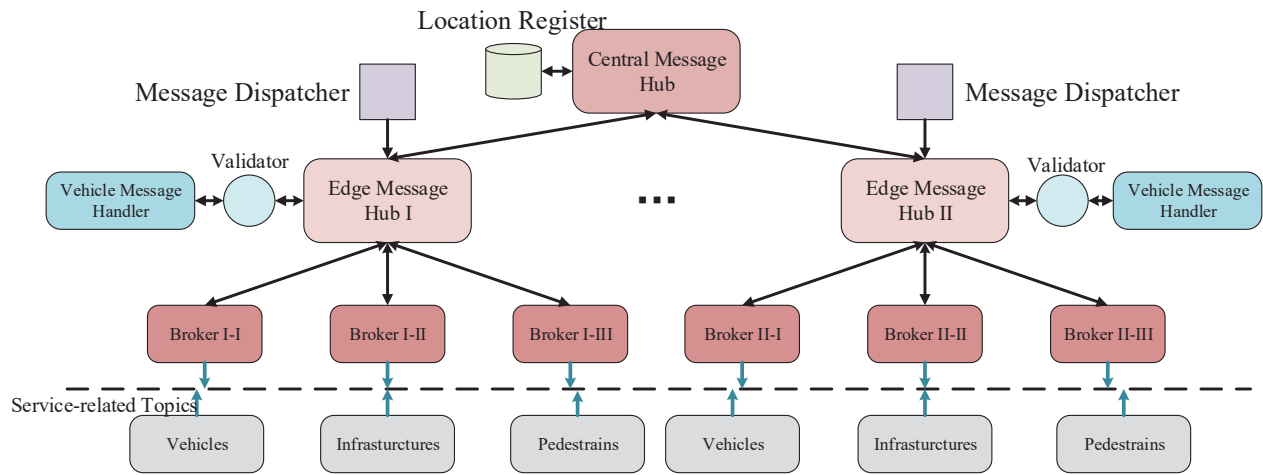 Location Register
Central Message
Hub
Message Dispatcher
Message Dispatcher
Validator
Vehicle Message
Handler
Edge Message
Hub I
...
Edge Message
Hub II
Validator
Vehicle Message
Handler
Broker I-I
Broker I-II
Broker I-III
Broker II-I
Broker II-II
Broker II-III
Service-related Topics
Vehicles
Infrasturctures
Pedestrains
Vehicles
Infrasturctures
Pedestrains